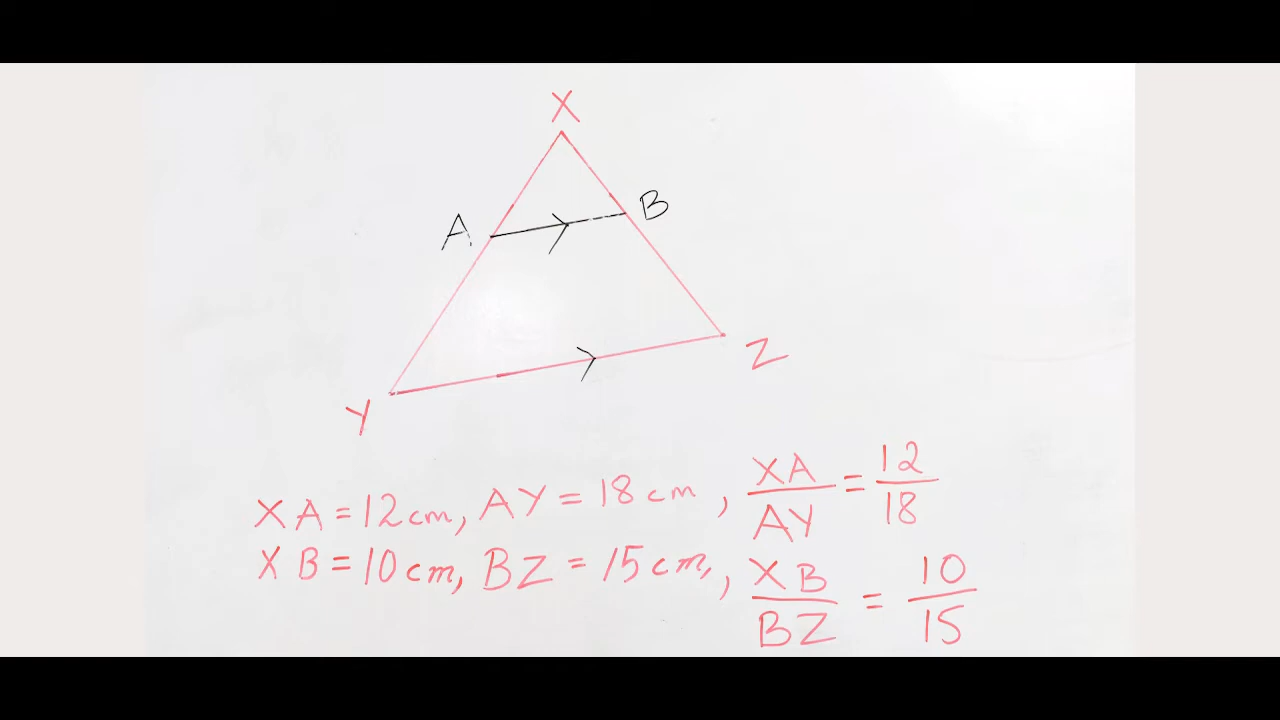 X
A
B
Y
Z
XA = 12 cm, AY = 18 cm, XA/AY = 12/18
XB = 10 cm, BZ = 15 cm, , XB/BZ = 10/15